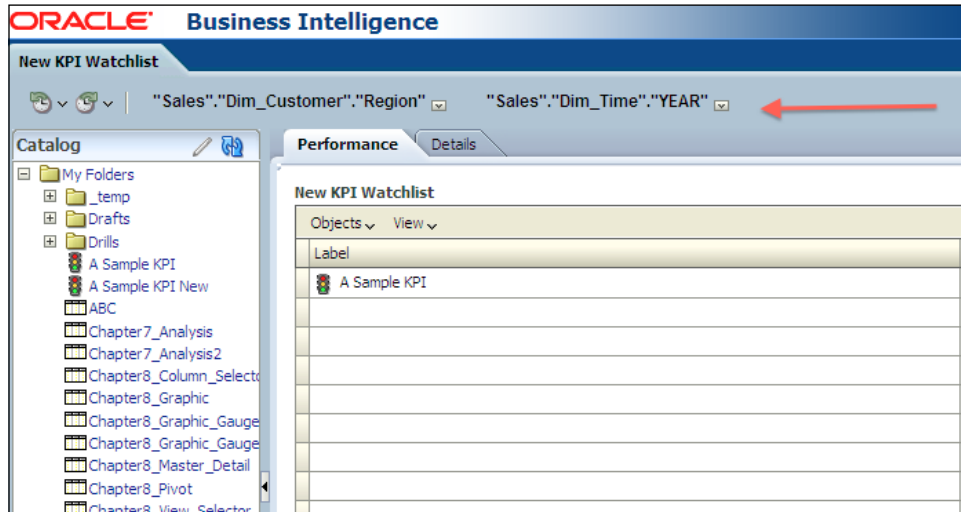 ORACLE® Business Intelligence
New KPI Watchlist
"Sales"."Dim_Customer"."Region" "Sales"."Dim_Time"."YEAR"
Catalog
My Folders
_temp
Drafts
Drills
A Sample KPI
A Sample KPI New
ABC
Chapter7_Analysis
Chapter7_Analysis2
Chapter8_Column_Selecto
Chapter8_Graphic
Chapter8_Graphic_Gauge
Chapter8_Graphic_Gauge
Chapter8_Master_Detail
Chapter8_Pivot
Chapter8_View_Selector
Performance Details
New KPI Watchlist
Objects View
Label
A Sample KPI